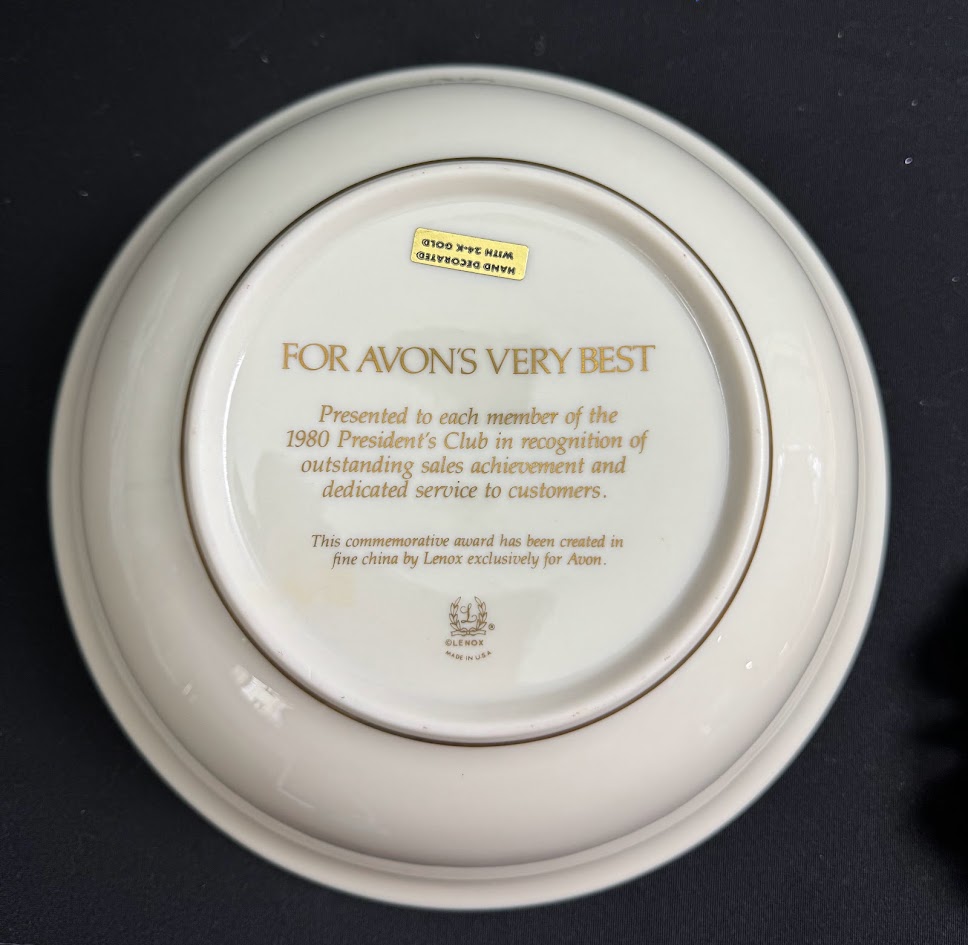 HAND DECORATED
WITH 24-K GOLD
FOR AVON'S VERY BEST
Presented to each member of the
1980 President's Club in recognition of
outstanding sales achievement and
dedicated service to customers.
This commemorative award has been created in
fine china by Lenox exclusively for Avon.
L
®
©LENOX
MADE IN U.S.A.